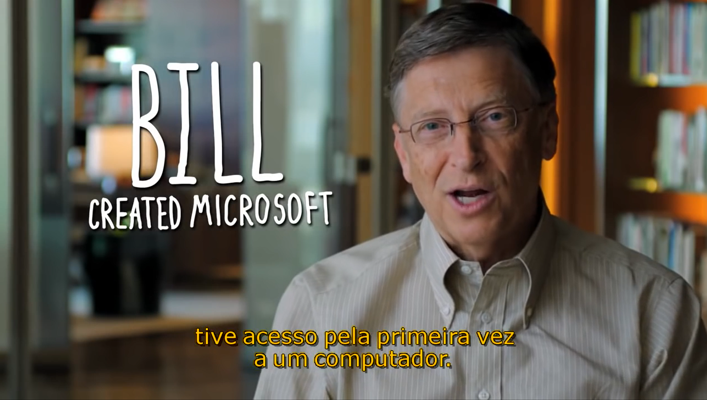 BILL
CREATED MICROSOFT
tive acesso pela primeira vez
a um computador.